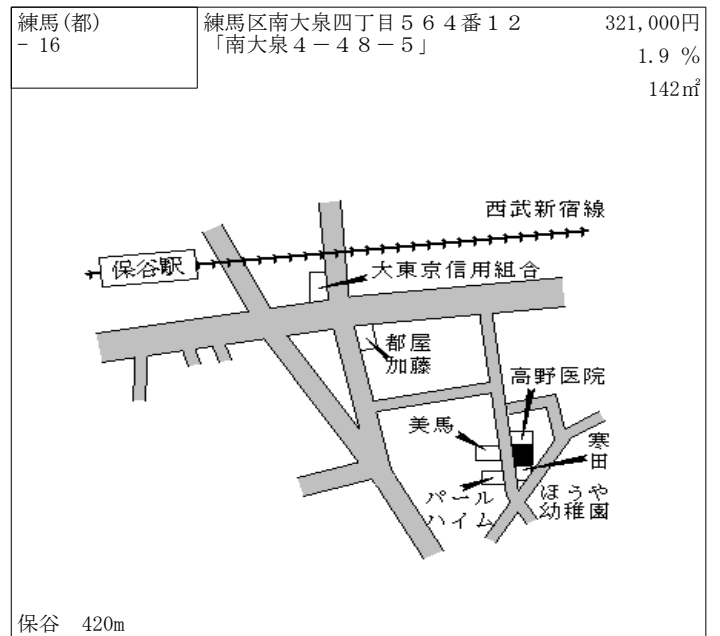 練馬(都)
- 16
練馬区南大泉四丁目５６４番１２
「南大泉４－４８－５」
321,000円
1.9 %
142㎡
西武新宿線
保谷駅
大東京信用組合
都屋
加藤
高野医院
美馬
寒
田
パール
ハイム
ほうや
幼稚園
保谷　420m